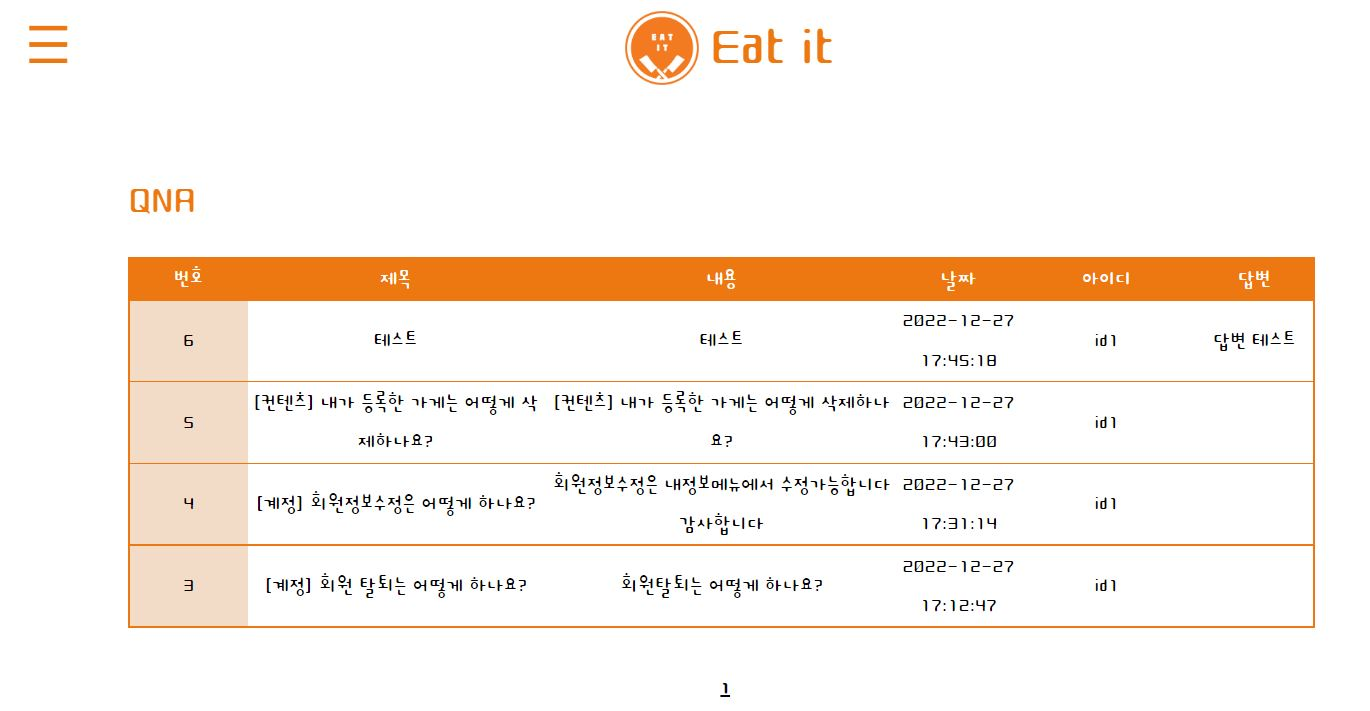 EAT
IT
Eat it
QNA
번호 제목 내용 날짜 아이디 답변
6 테스트 테스트 2022-12-27 17:45:18 id1 답변 테스트
5 [컨텐츠] 내가 등록한 가게는 어떻게 삭제하나요? [컨텐츠] 내가 등록한 가게는 어떻게 삭제하나요? 2022-12-27 17:43:00 id1
4 [계정] 회원정보수정은 어떻게 하나요? 회원정보수정은 내정보메뉴에서 수정가능합니다 감사합니다 2022-12-27 17:31:14 id1
3 [계정] 회원 탈퇴는 어떻게 하나요? 회원탈퇴는 어떻게 하나요? 2022-12-27 17:12:47 id1
1